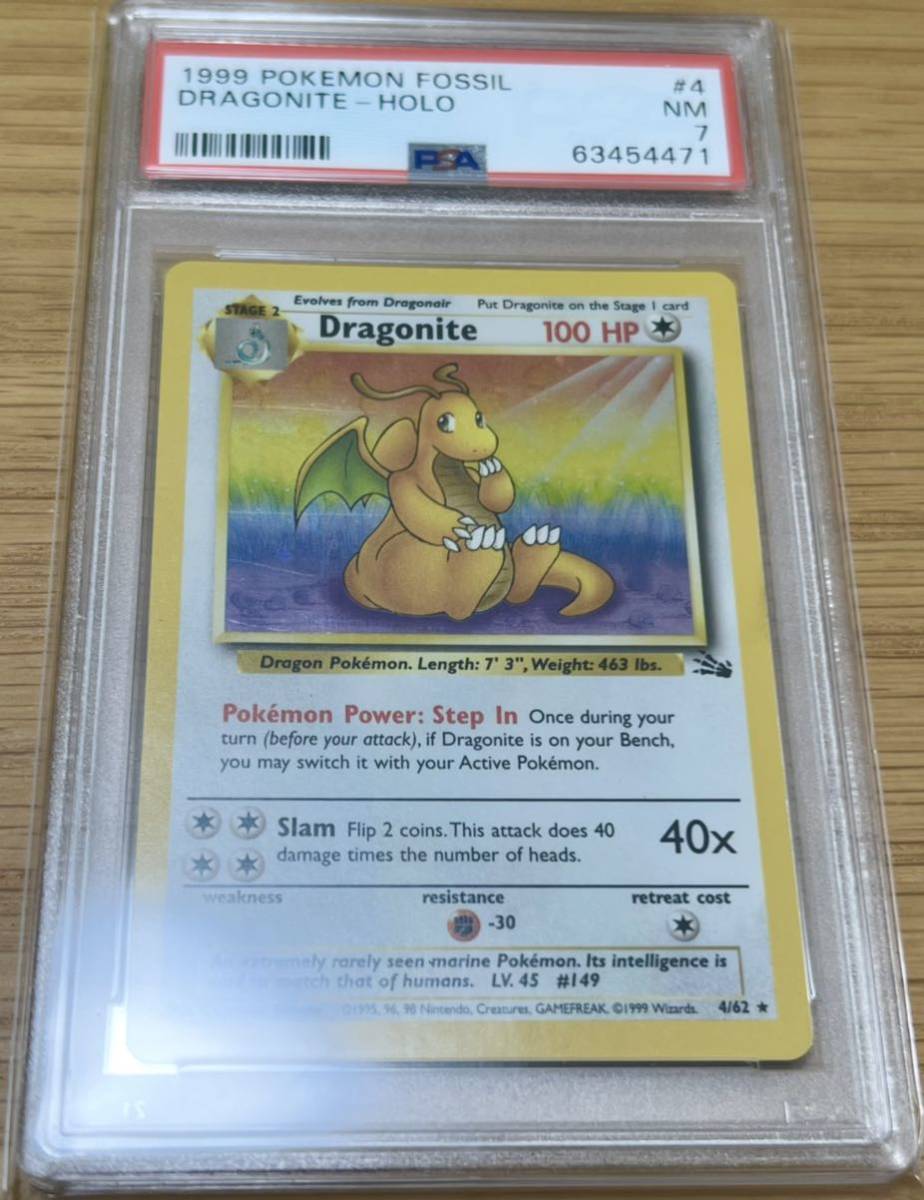 1999 POKEMON FOSSIL #4
DRAGONITE - HOLO NM
7
PSA 63454471
Evolves from Dragonair Put Dragonite on the Stage 1 card
STAGE 2
Dragonite 100 HP
Dragon Pokémon. Length: 7' 3", Weight: 463 lbs.
Pokémon Power: Step In Once during your
turn (before your attack), if Dragonite is on your Bench,
you may switch it with your Active Pokémon.
Slam Flip 2 coins. This attack does 40
damage times the number of heads.
40x
weakness resistance retreat cost
-30
extremely rarely seen marine Pokémon. Its intelligence is
match that of humans. LV. 45 #149
©1995, 96, 98 Nintendo, Creatures, GAMEFREAK. ©1999 Wizards. 4/62